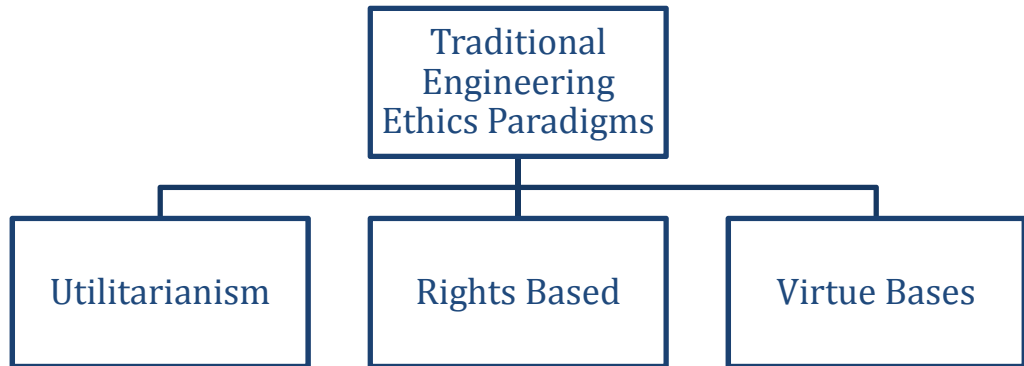 Traditional
Engineering
Ethics Paradigms
Utilitarianism
Rights Based
Virtue Bases